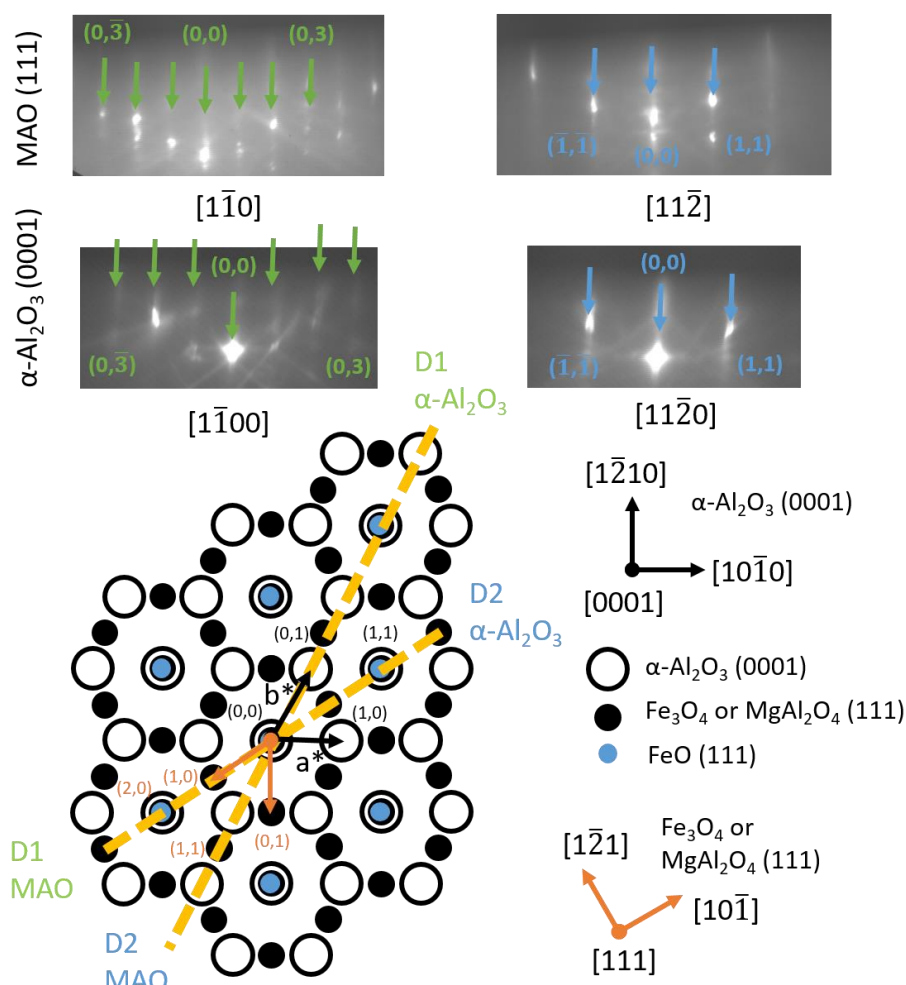 MAO (111)
(0,3̅) (0,0) (0,3)
(1̅,1̅) (0,0) (1,1)
[11̅0]
[112̅]
α-Al₂O₃ (0001)
(0,0)
(0,3̅) (0,3)
(0,0)
(1̅,1̅) (1,1)
[11̅00]
[112̅0]
D1
α-Al₂O₃
[12̅10]
α-Al₂O₃ (0001)
[101̅0]
[0001]
D2
α-Al₂O₃
(0,1) (1,1)
b*
(0,0) (1,0)
a*
(2,0) (1,0)
(1,1) (0,1)
D1
MAO
D2
MAO
α-Al₂O₃ (0001)
Fe₃O₄ or MgAl₂O₄ (111)
FeO (111)
[12̅1]
Fe₃O₄ or
MgAl₂O₄ (111)
[101̅]
[111]